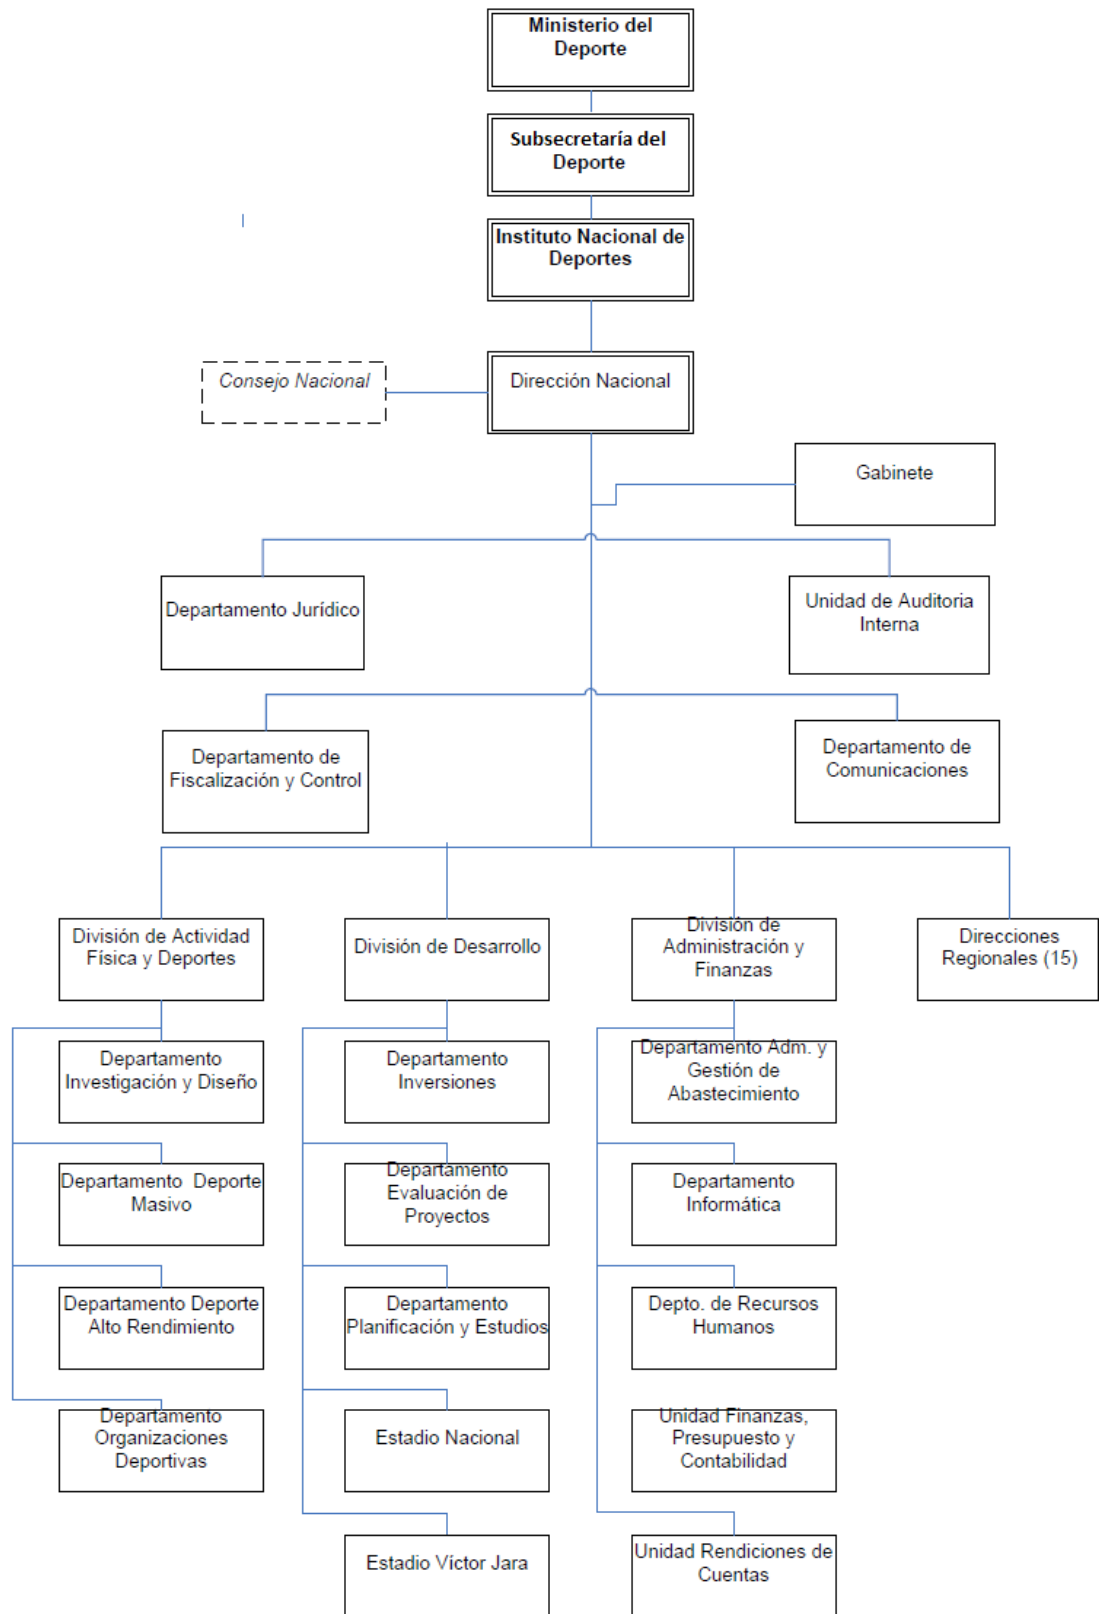 Ministerio del
Deporte
Subsecretaría del
Deporte
Instituto Nacional de
Deportes
Consejo Nacional
Dirección Nacional
Gabinete
Departamento Jurídico
Unidad de Auditoria
Interna
Departamento de
Fiscalización y Control
Departamento de
Comunicaciones
División de Actividad
Física y Deportes
División de Desarrollo
División de
Administración y
Finanzas
Direcciones
Regionales (15)
Departamento
Investigación y Diseño
Departamento
Inversiones
Departamento Adm. y
Gestión de
Abastecimiento
Departamento Deporte
Masivo
Departamento
Evaluación de
Proyectos
Departamento
Informática
Departamento Deporte
Alto Rendimiento
Departamento
Planificación y Estudios
Depto. de Recursos
Humanos
Departamento
Organizaciones
Deportivas
Estadio Nacional
Unidad Finanzas,
Presupuesto y
Contabilidad
Estadio Víctor Jara
Unidad Rendiciones de
Cuentas